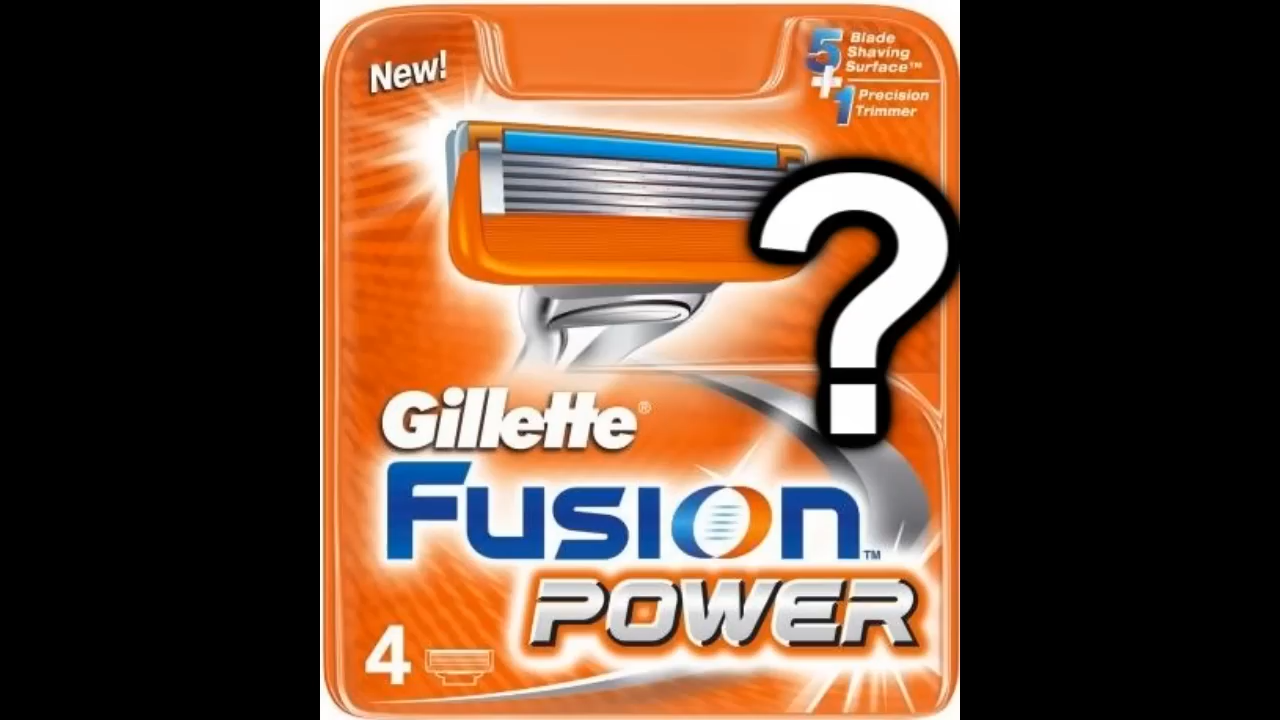 New!
5 Blade
Shaving
Surface™
+1 Precision
Trimmer
?
Gillette®
Fusion™
POWER
4